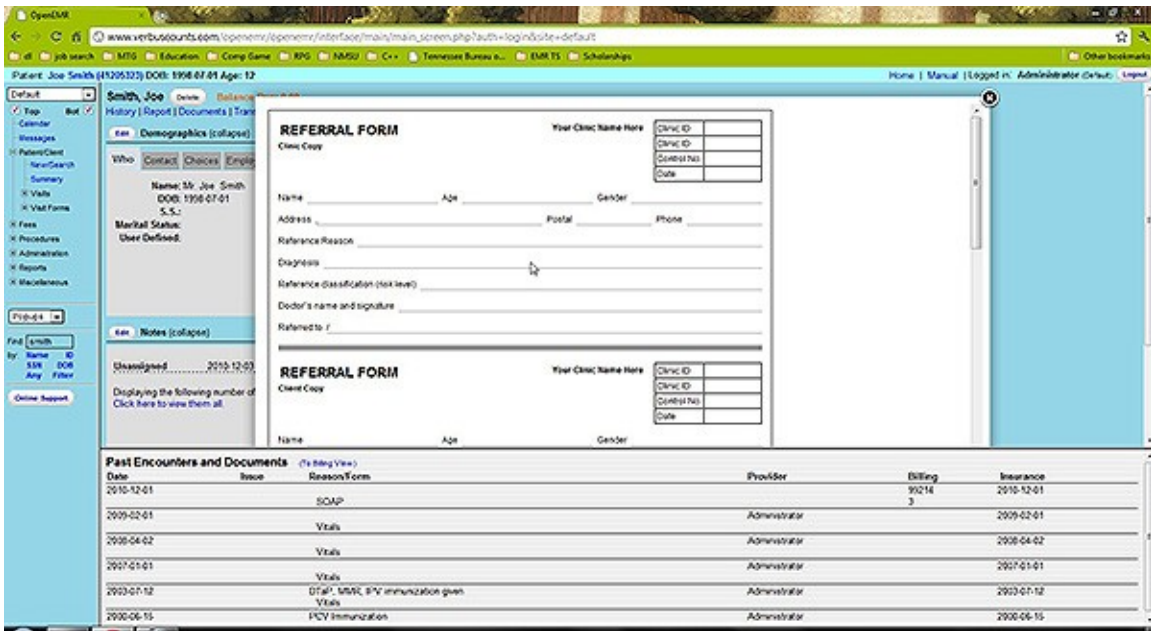 OpenEMR
www.verbuscounts.com/openemr/openemr/interface/main/main_screen.php?auth=login&site=default
dl job search MTG Education Comp Game RPG NMSU C++ Tennessee Bureau o... EMR TS Scholarships Other bookmarks
Patient: Joe Smith (41205323) DOB: 1998-07-01 Age: 12
Home | Manual | Logged in: Administrator (Default) Logout
Default
Top Bot
Calendar
Messages
Patient/Client
New/Search
Summary
Visits
Visit Forms
Fees
Procedures
Administration
Reports
Miscellaneous
Popups
Find smith
by: Name ID
SSN DOB
Any Filter
Online Support
Smith, Joe Delete
History | Report | Documents |
Edit Demographics (collapse)
Who Contact Choices
Name: Mr. Joe Smith
DOB: 1998-07-01
S.S.:
Marital Status:
User Defined:
Edit Notes (collapse)
Unassigned 2010-12-03
Displaying the following number of
Click here to view them all.
REFERRAL FORM
Clinic Copy
Your Clinic Name Here
Clinic ID
Clinic ID
Control No.
Date
Name Age Gender
Address Postal Phone
Reference Reason
Diagnosis
Reference classification (risk level)
Doctor's name and signature
Referred to /
REFERRAL FORM
Client Copy
Your Clinic Name Here
Clinic ID
Clinic ID
Control No.
Date
Name Age Gender
Past Encounters and Documents (To Billing View)
Date Issue Reason/Form Provider Billing Insurance
2010-12-01 99214 2010-12-01
SOAP 3
2009-02-01 Administrator 2009-02-01
Vitals
2008-04-02 Administrator 2008-04-02
Vitals
2007-01-01 Administrator 2007-01-01
Vitals
2003-07-12 DTaP, MMR, IPV immunization given Administrator 2003-07-12
Vitals
2000-06-15 PCV Immunization Administrator 2000-06-15